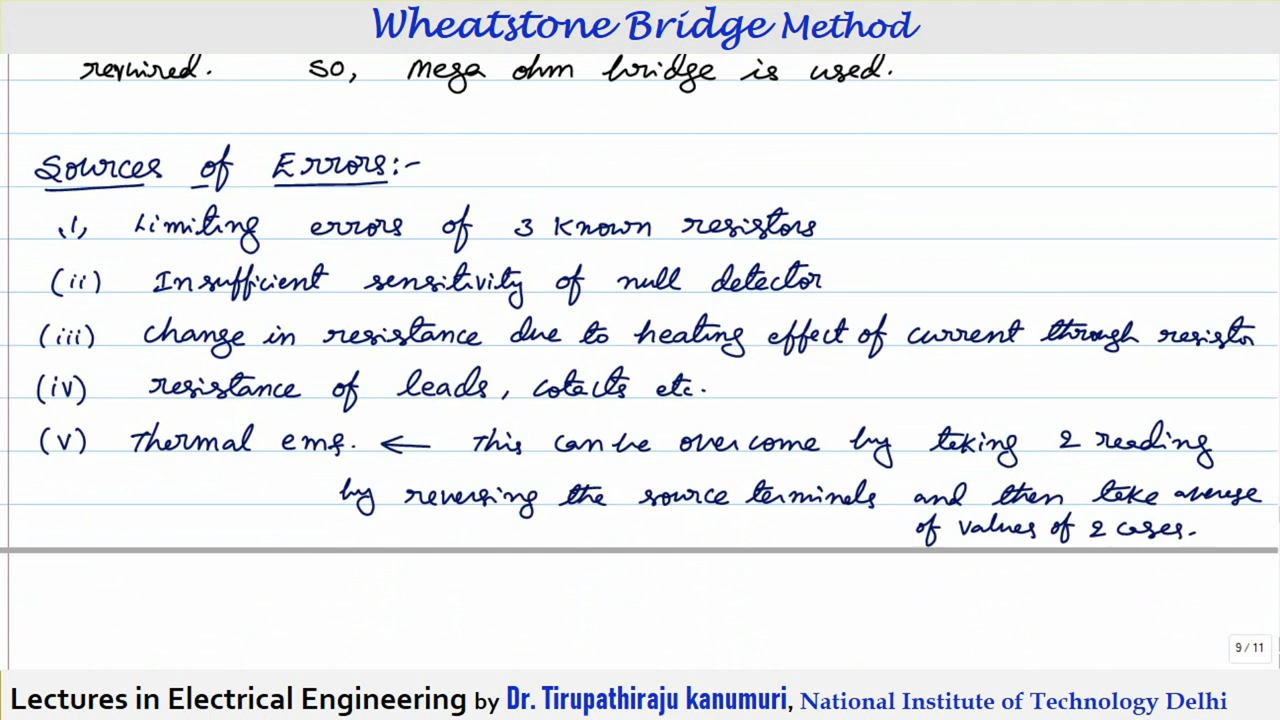 Wheatstone Bridge Method
required. So, Mega ohm bridge is used.
Sources of Errors:-
(i) Limiting errors of 3 known resistors
(ii) Insufficient sensitivity of null detector
(iii) change in resistance due to heating effect of current through resisto
(iv) resistance of leads, cotacts etc.
(v) Thermal emf. ← This can be overcome by taking 2 reading
by reversing the source terminals and then take average
of values of 2 cases.
9 / 11
Lectures in Electrical Engineering by Dr. Tirupathiraju kanumuri, National Institute of Technology Delhi